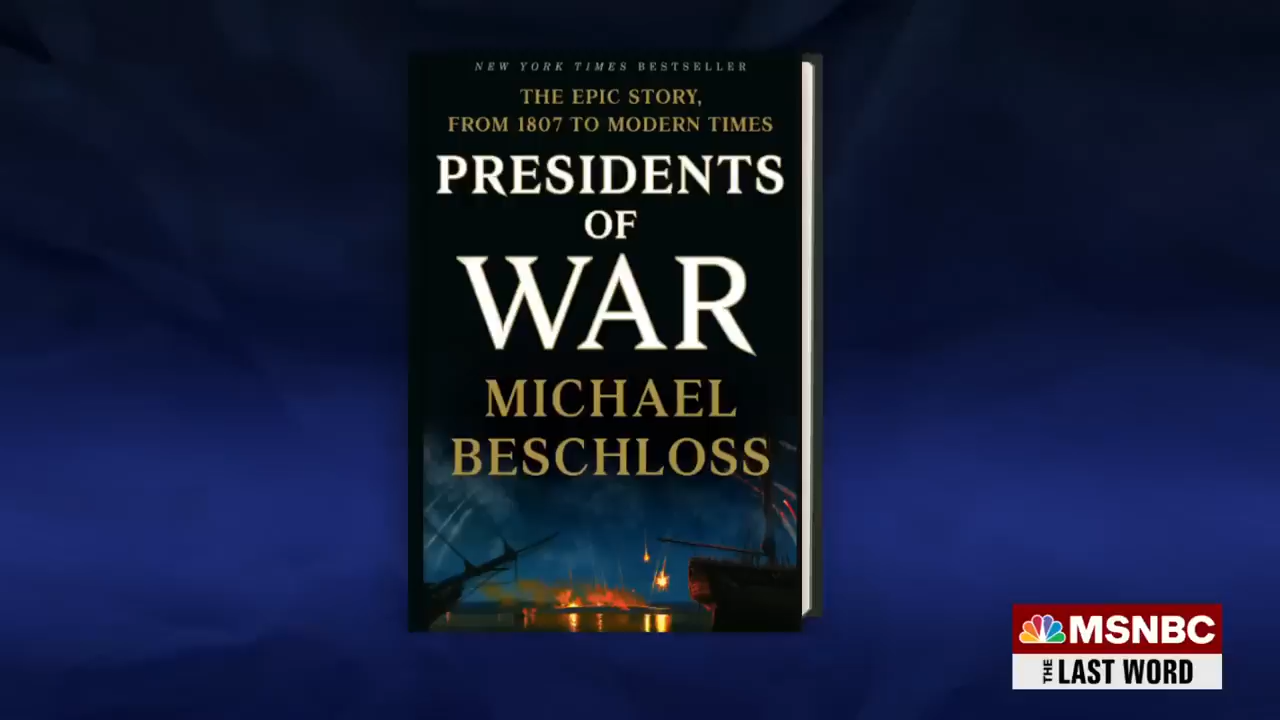 NEW YORK TIMES BESTSELLER
THE EPIC STORY,
FROM 1807 TO MODERN TIMES
PRESIDENTS
OF
WAR
MICHAEL
BESCHLOSS
MSNBC
THE LAST WORD